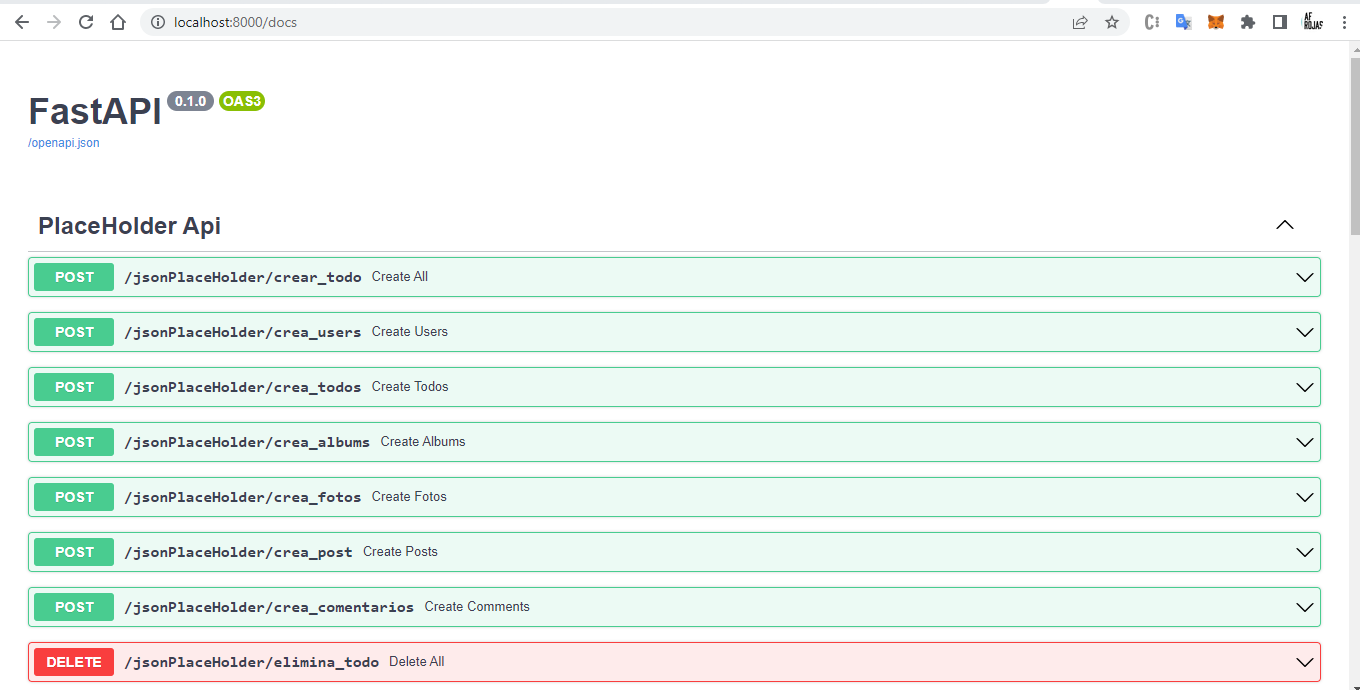 localhost:8000/docs
AF
ROJAS
FastAPI 0.1.0 OAS3
/openapi.json
PlaceHolder Api
POST /jsonPlaceHolder/crear_todo Create All
POST /jsonPlaceHolder/crea_users Create Users
POST /jsonPlaceHolder/crea_todos Create Todos
POST /jsonPlaceHolder/crea_albums Create Albums
POST /jsonPlaceHolder/crea_fotos Create Fotos
POST /jsonPlaceHolder/crea_post Create Posts
POST /jsonPlaceHolder/crea_comentarios Create Comments
DELETE /jsonPlaceHolder/elimina_todo Delete All